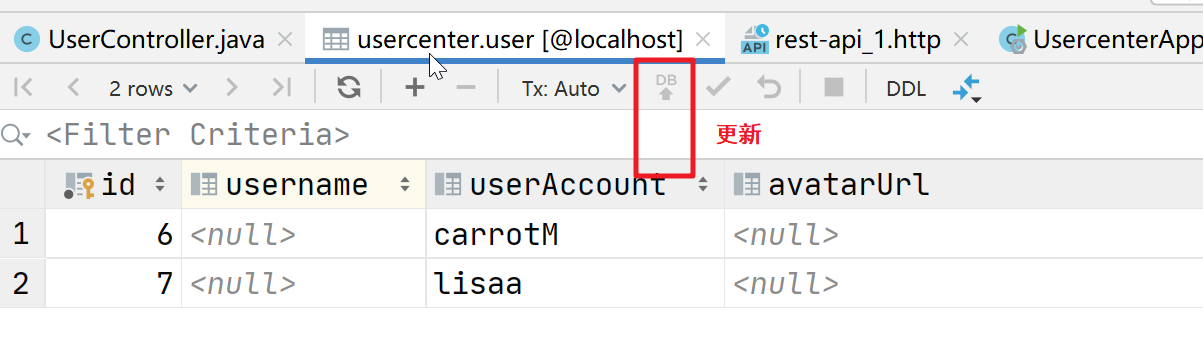 C UserController.java
usercenter.user [@localhost]
API rest-api_1.http
C UsercenterApp
2 rows
Tx: Auto
DB
DDL
<Filter Criteria>
更新
id username userAccount avatarUrl
1 6 <null> carrotM <null>
2 7 <null> lisaa <null>